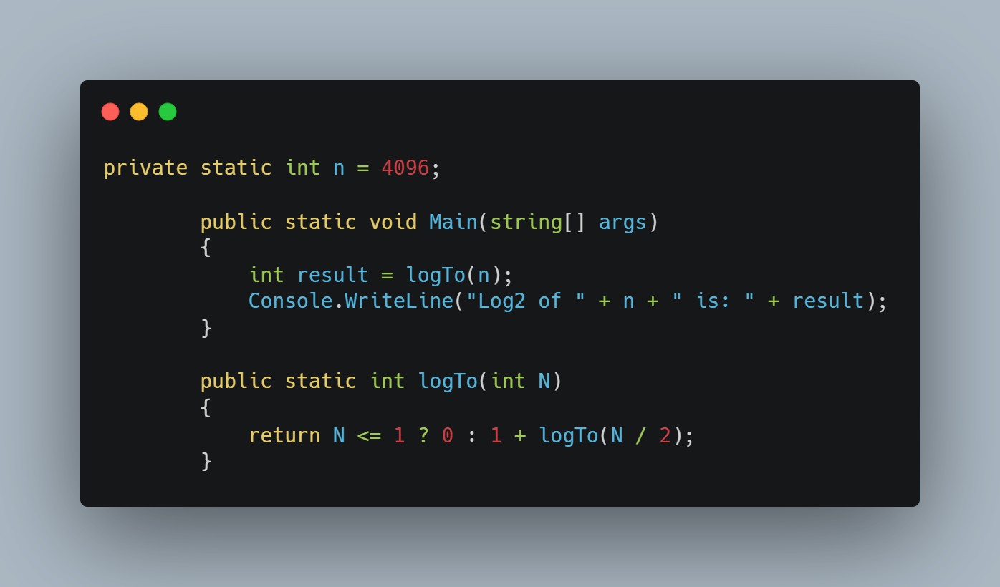 private static int n = 4096;
public static void Main(string[] args)
{
int result = logTo(n);
Console.WriteLine("Log2 of " + n + " is: " + result);
}
public static int logTo(int N)
{
return N <= 1 ? 0 : 1 + logTo(N / 2);
}